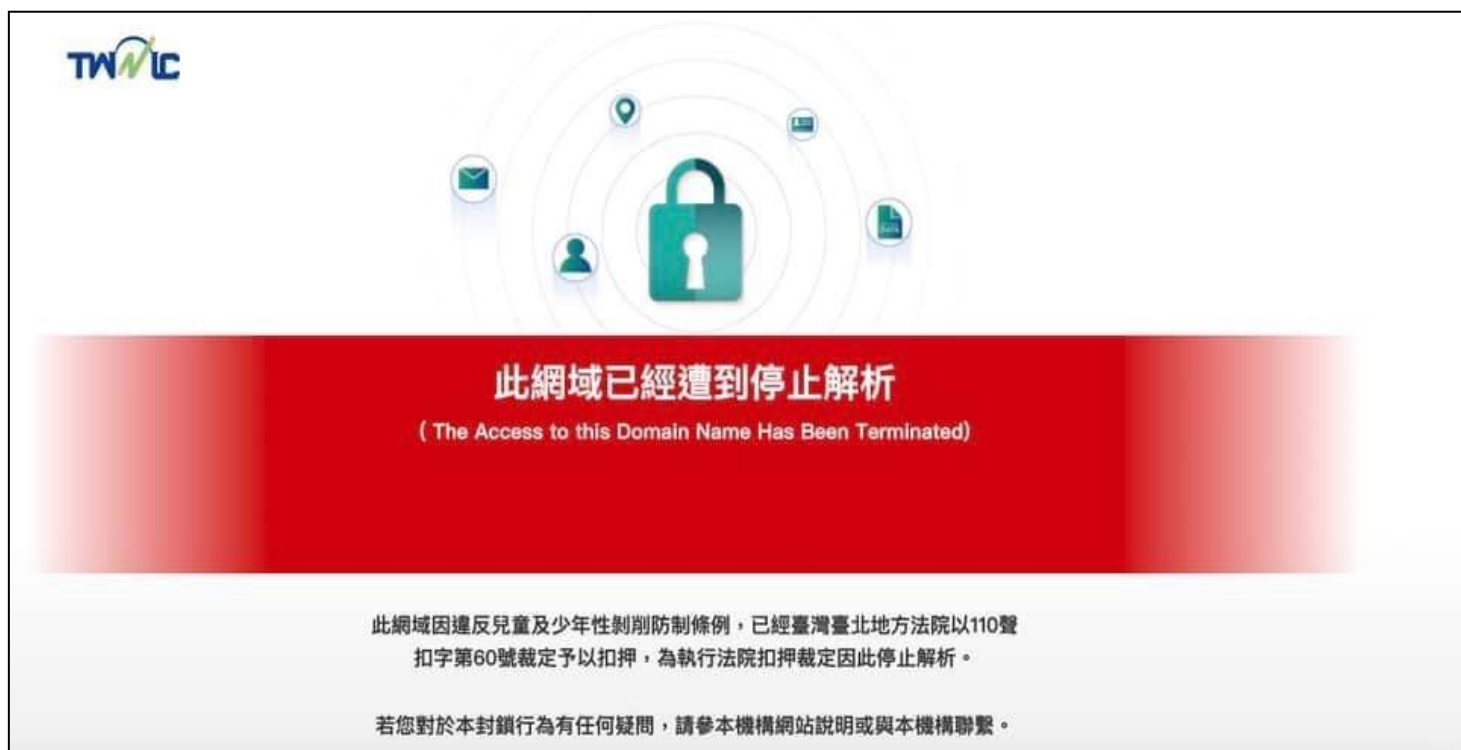 TWNIC
此網域已經遭到停止解析
( The Access to this Domain Name Has Been Terminated)
此網域因違反兒童及少年性剝削防制條例，已經臺灣臺北地方法院以110聲
扣字第60號裁定予以扣押，為執行法院扣押裁定因此停止解析。
若您對於本封鎖行為有任何疑問，請參本機構網站說明或與本機構聯繫。